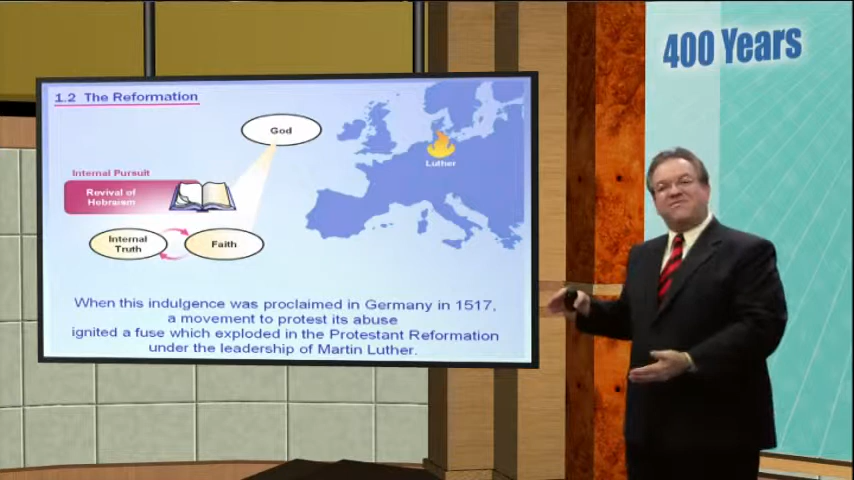 400 Years
1.2 The Reformation
God
Luther
Internal Pursuit
Revival of
Hebraism
Internal
Truth
Faith
When this indulgence was proclaimed in Germany in 1517,
a movement to protest its abuse
ignited a fuse which exploded in the Protestant Reformation
under the leadership of Martin Luther.